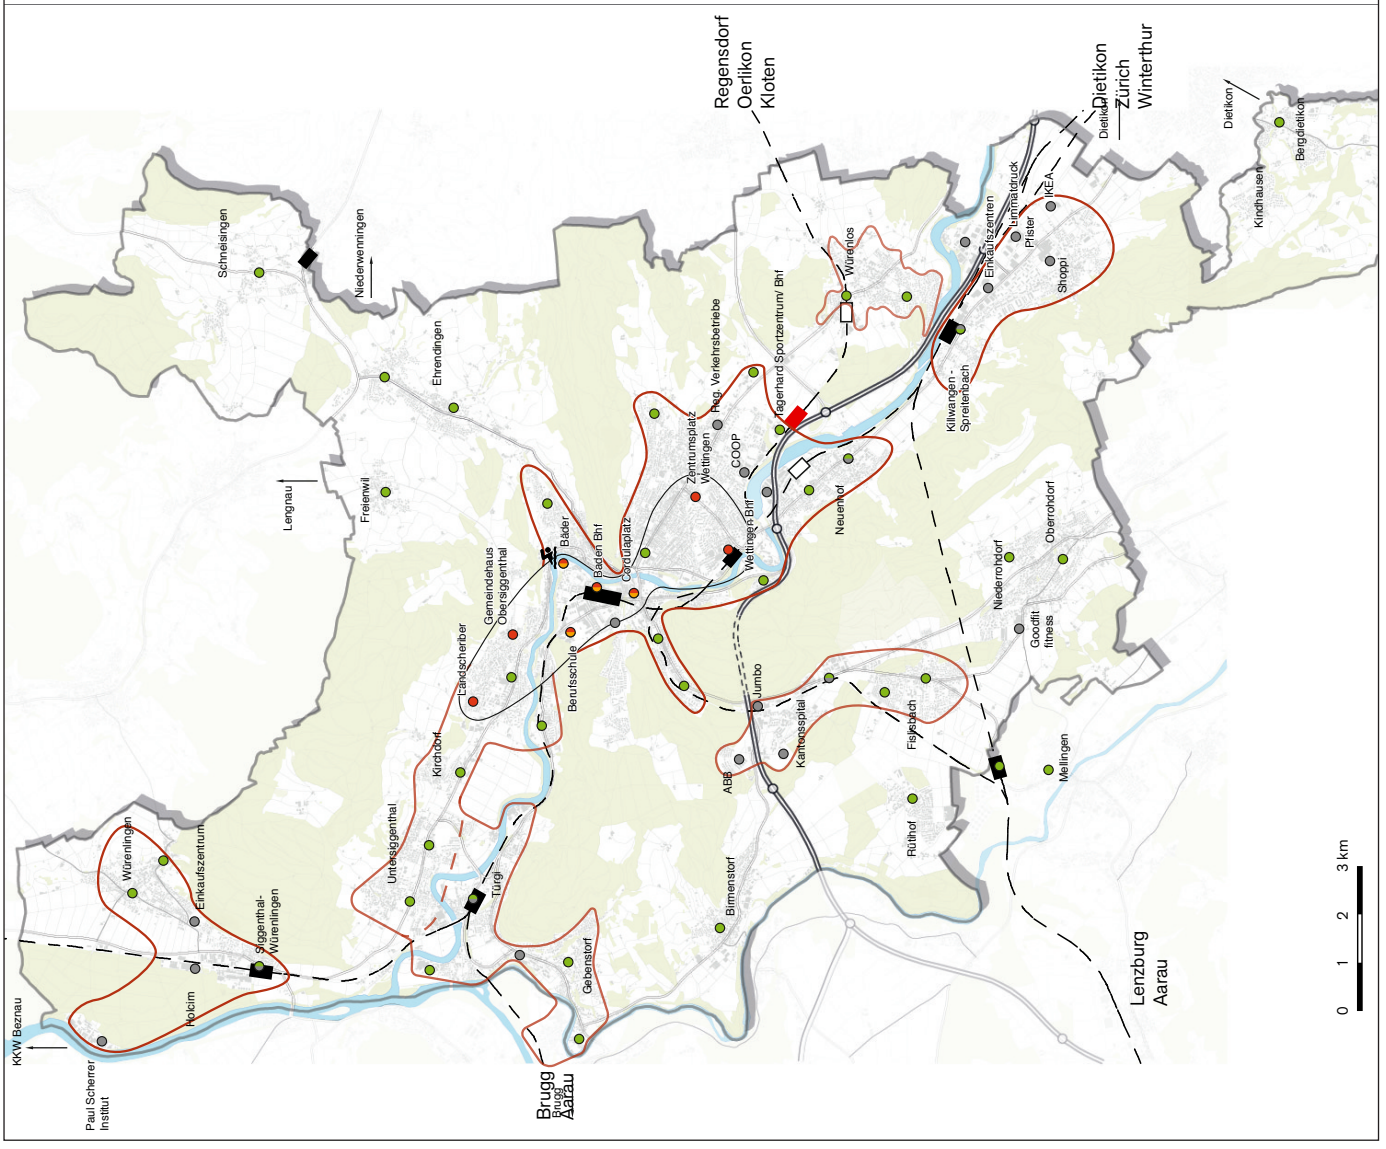 Regensdorf
Oerlikon
Kloten
Dietikon
Zürich
Winterthur
Dietikon
Dietikon
Bergdietikon
Kindhausen
Schneisingen
Niederwenningen
Ehrendingen
Lengnau
Freienwil
Würenlos
Einkaufszentren
Limmatdruck
Pfister
IKEA
Shoppi
Killwangen -
Spreitenbach
Tägerhard Sportzentrum/ Bhf
Reg. Verkehrsbetriebe
Zentrumsplatz
Wettingen
COOP
Wettingen Bhf
Neuenhof
Bäder
Baden Bhf
Cordulaplatz
Gemeindehaus
Obersiggenthal
Landschreiber
Berufsschule
Kirchdorf
Untersiggenthal
Turgi
Oberrohrdorf
Niederrohrdorf
Goodfit
fitness
Jumbo
Kantonsspital
ABB
Fislisbach
Mellingen
Rütihof
Birmenstorf
Gebenstorf
Würenlingen
Einkaufszentrum
Siggenthal-
Würenlingen
Holcim
KKW Beznau
Paul Scherrer
Institut
Brugg
Brugg
Aarau
Lenzburg
Aarau
0 1 2 3 km